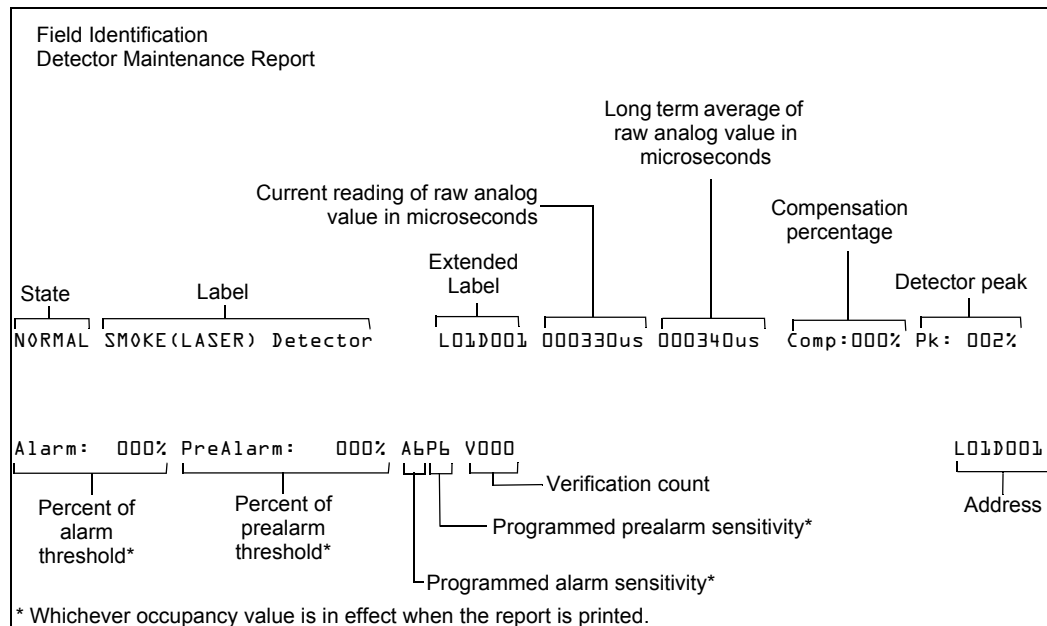 Field Identification
Detector Maintenance Report
Long term average of
raw analog value in
microseconds
Current reading of raw analog
value in microseconds
Compensation
percentage
State
Label
Extended
Label
Detector peak
NORMAL SMOKE(LASER) Detector L01D001 000330us 000340us Comp:000% Pk: 002%
Alarm: 000% PreAlarm: 000% A6P6 V000 L01D001
Percent of
alarm
threshold*
Percent of
prealarm
threshold*
Verification count
Programmed prealarm sensitivity*
Programmed alarm sensitivity*
Address
* Whichever occupancy value is in effect when the report is printed.